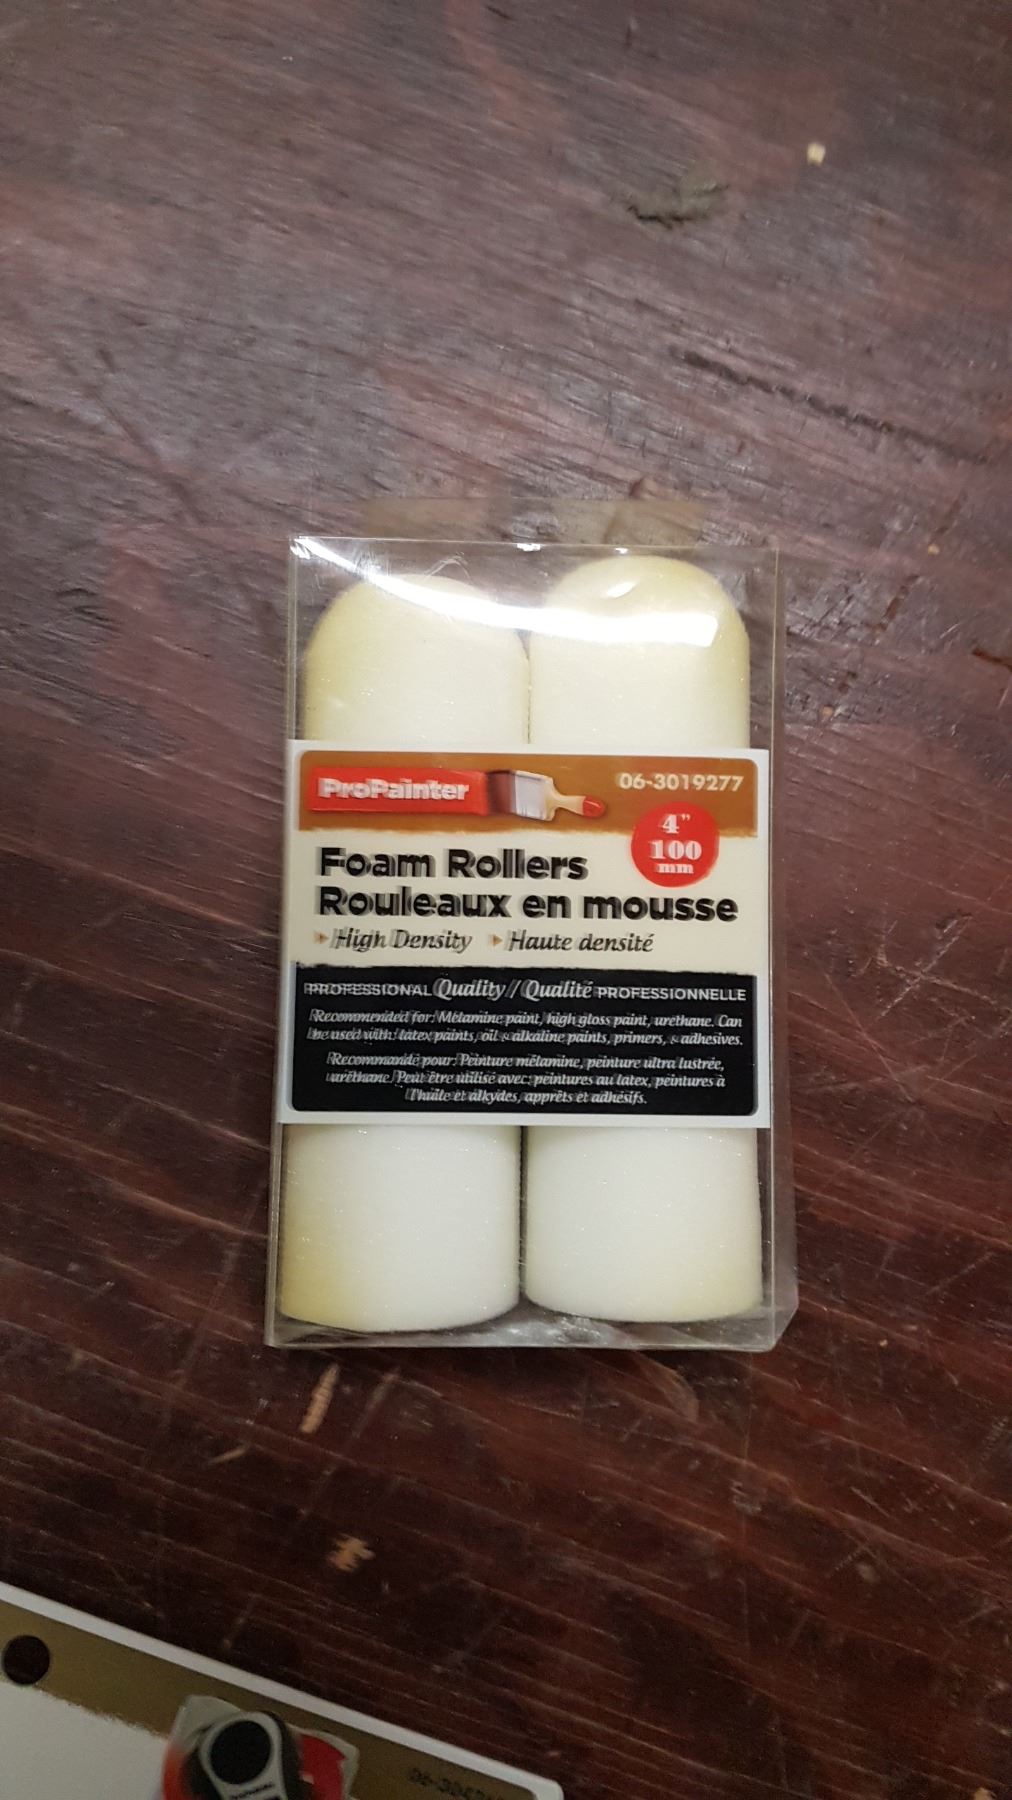 ProPainter
06-3019277
4"
100
mm
Foam Rollers
Rouleaux en mousse
High Density Haute densité
PROFESSIONAL Quality / Qualité PROFESSIONNELLE
Recommended for: Melamine paint, high gloss paint, urethane. Can
be used with: latex paints, oil & alkaline paints, primers, & adhesives.
Recommandé pour: Peinture mélamine, peinture ultra lustrée,
uréthane. Peut être utilisé avec: peintures au latex, peintures à
l'huile et alkydes, apprêts et adhésifs.